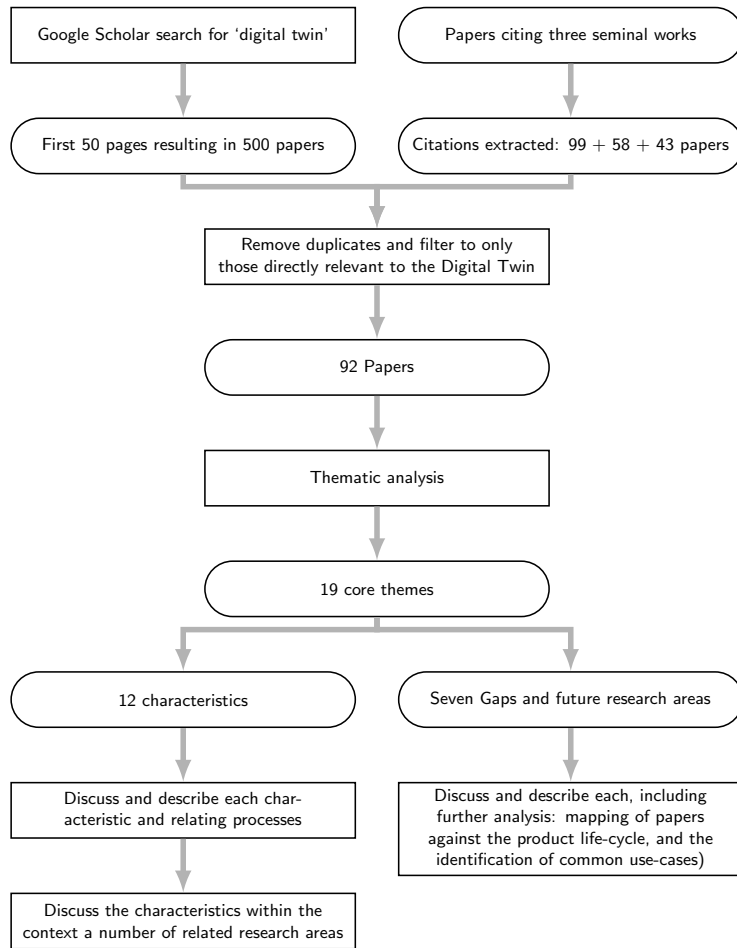 Google Scholar search for ‘digital twin’
Papers citing three seminal works
First 50 pages resulting in 500 papers
Citations extracted: 99 + 58 + 43 papers
Remove duplicates and filter to only
those directly relevant to the Digital Twin
92 Papers
Thematic analysis
19 core themes
12 characteristics
Seven Gaps and future research areas
Discuss and describe each char-
acteristic and relating processes
Discuss and describe each, including
further analysis: mapping of papers
against the product life-cycle, and the
identification of common use-cases)
Discuss the characteristics within the
context a number of related research areas